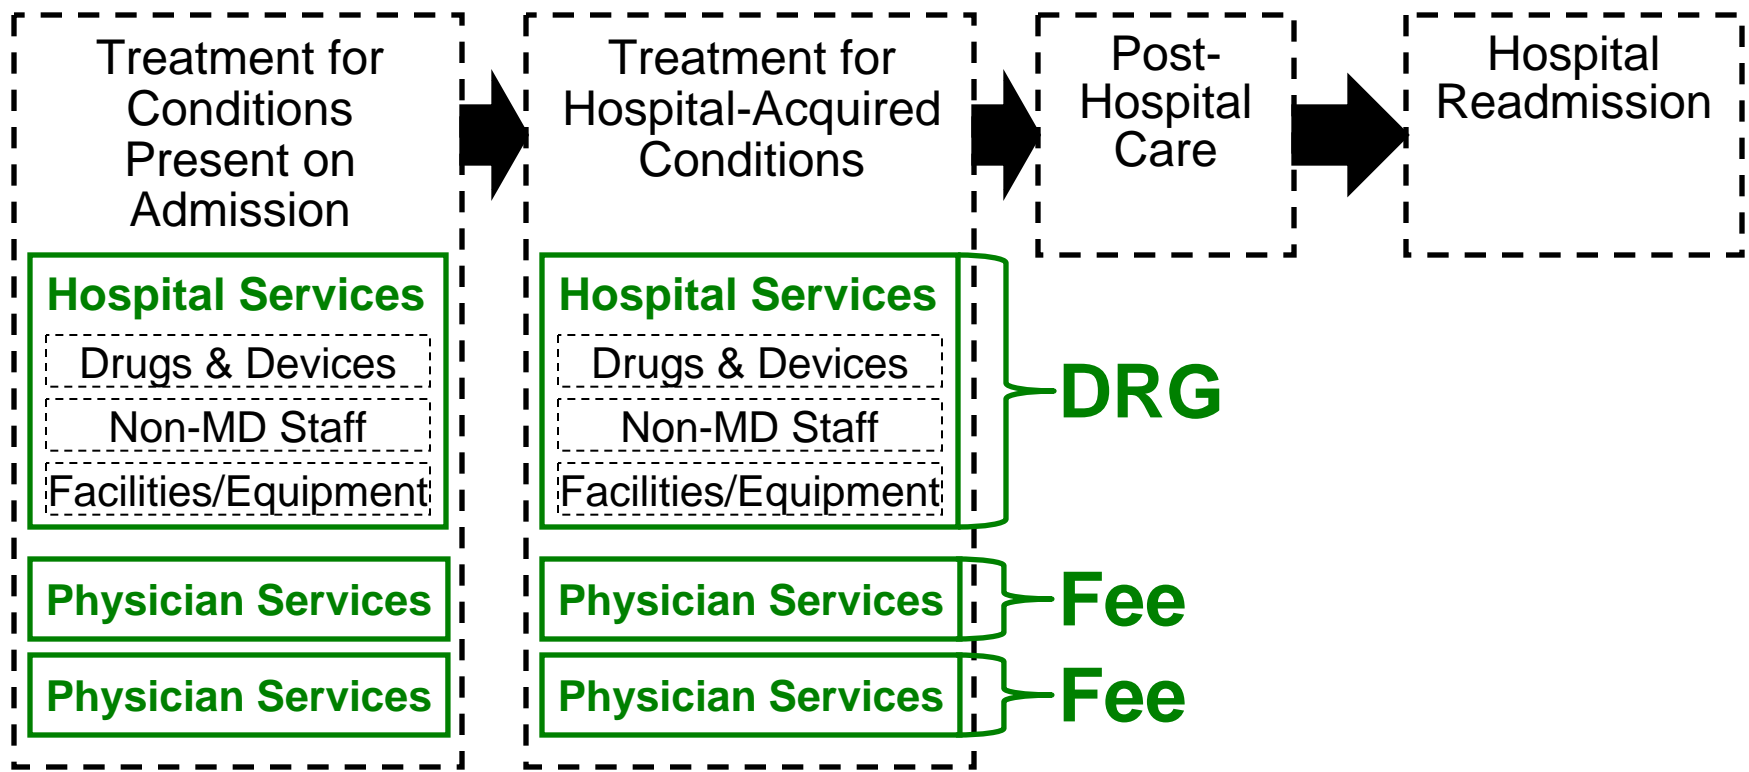 Treatment for
Conditions
Present on
Admission
Hospital Services
Drugs & Devices
Non-MD Staff
Facilities/Equipment
Physician Services
Physician Services
Treatment for
Hospital-Acquired
Conditions
Hospital Services
Drugs & Devices
Non-MD Staff
Facilities/Equipment
Physician Services
Physician Services
DRG
Fee
Fee
Post-
Hospital
Care
Hospital
Readmission